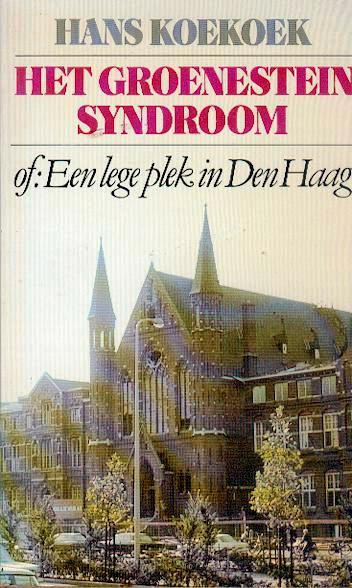 HANS KOEKOEK
HET GROENESTEIN
SYNDROOM
of: Een lege plek in Den Haag